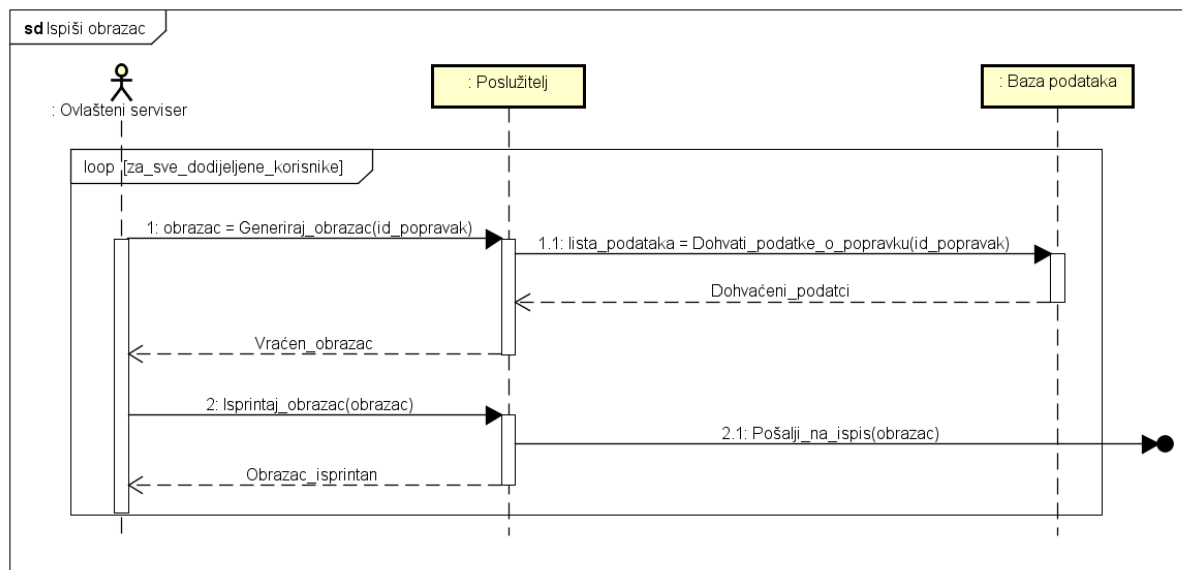 sd Ispiši obrazac
: Ovlašteni serviser
: Poslužitelj
: Baza podataka
loop [za_sve_dodijeljene_korisnike]
1: obrazac = Generiraj_obrazac(id_popravak)
1.1: lista_podataka = Dohvati_podatke_o_popravku(id_popravak)
Dohvaćeni_podatci
Vraćen_obrazac
2: Isprintaj_obrazac(obrazac)
2.1: Pošalji_na_ispis(obrazac)
Obrazac_isprintan